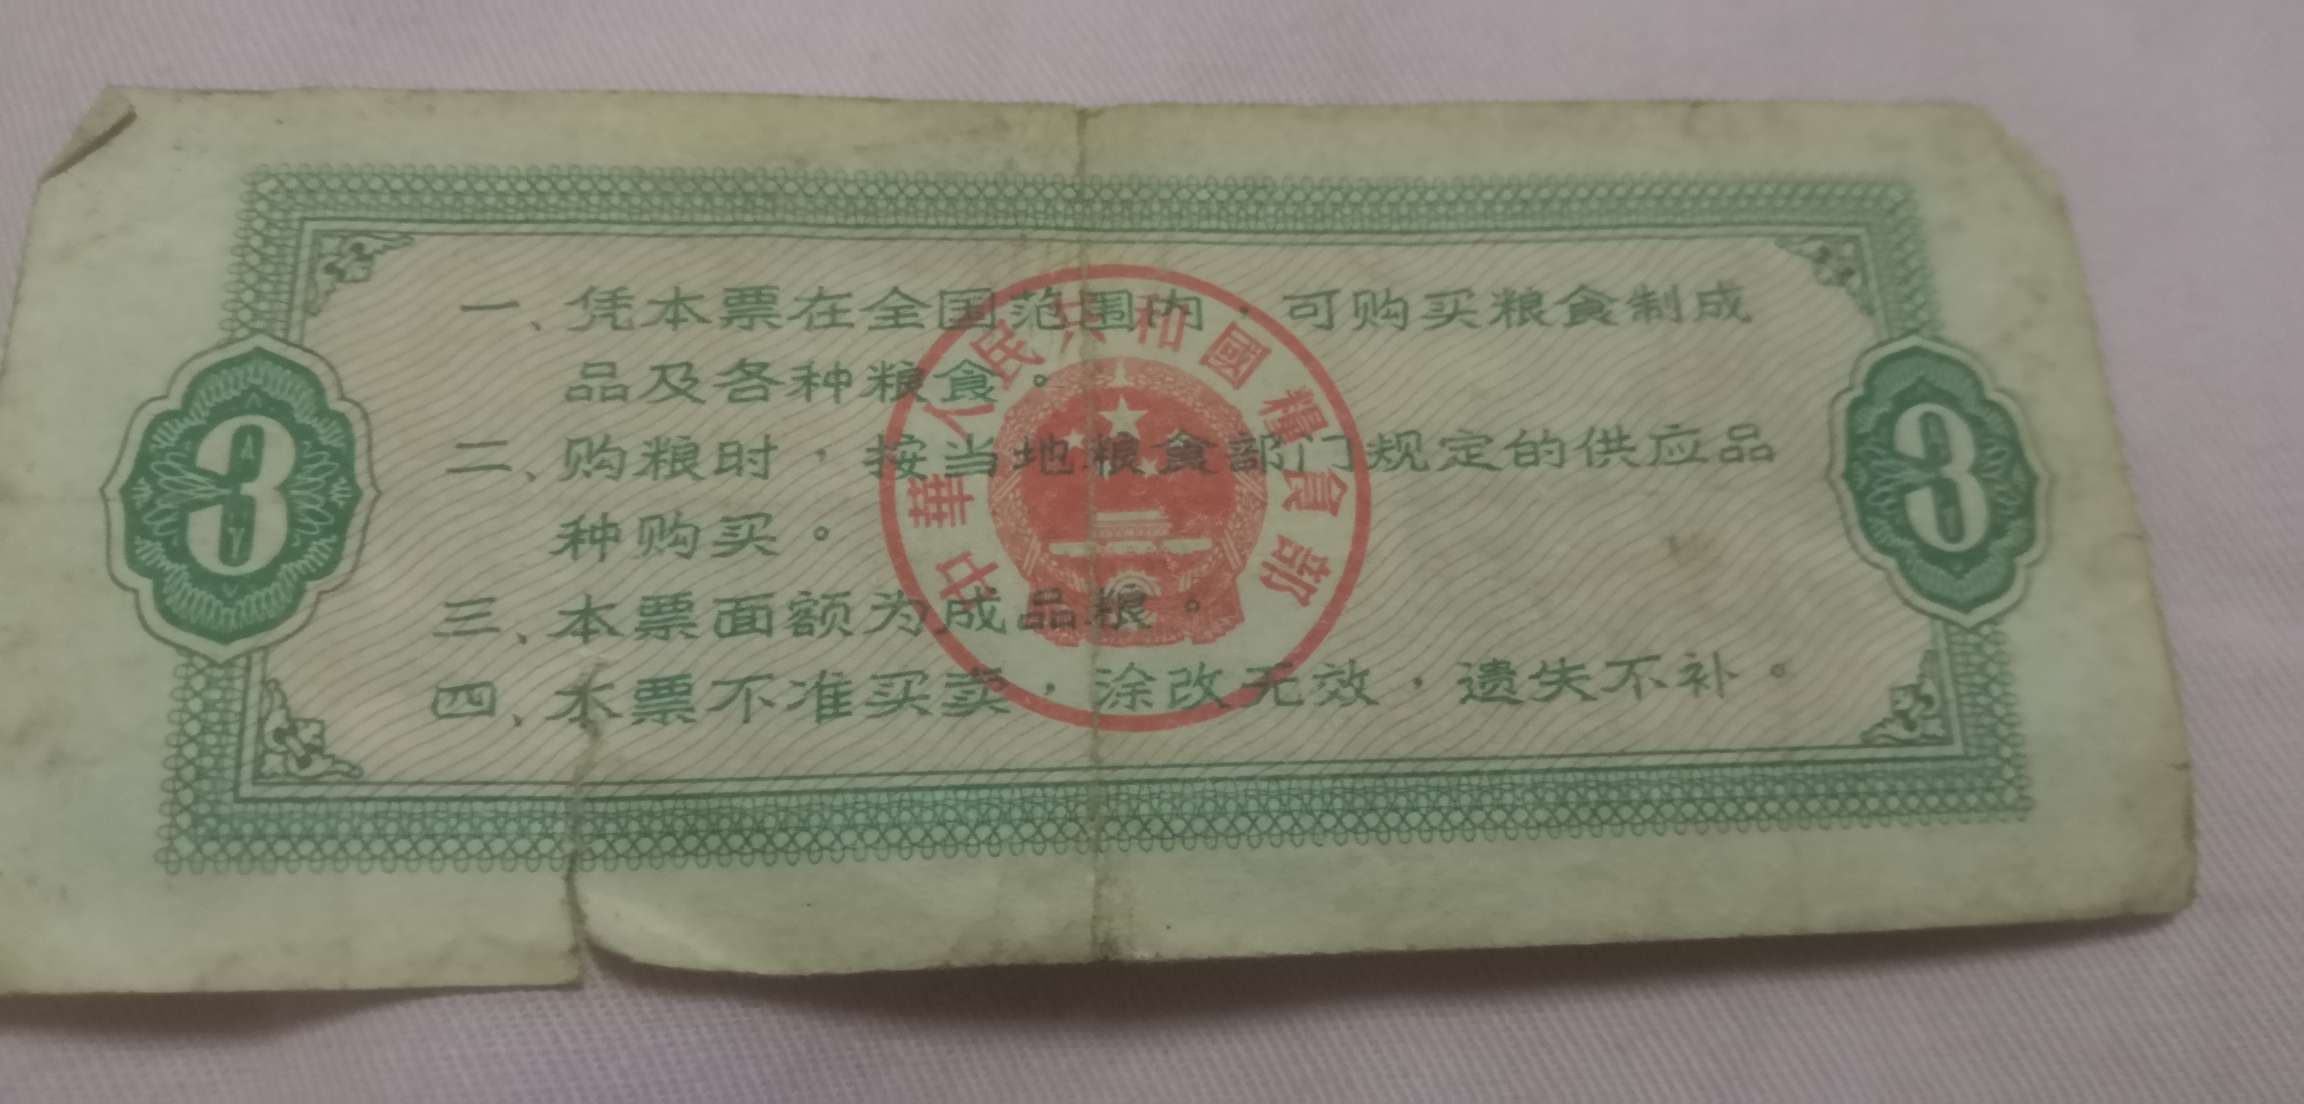 一、凭本票在全国范围内，可购买粮食制成
品及各种粮食。
二、购粮时，按当地粮食部门规定的供应品
种购买。
三、本票面额为成品粮。
四、本票不准买卖，涂改无效，遗失不补。
中華人民共和國糧食部
3
3